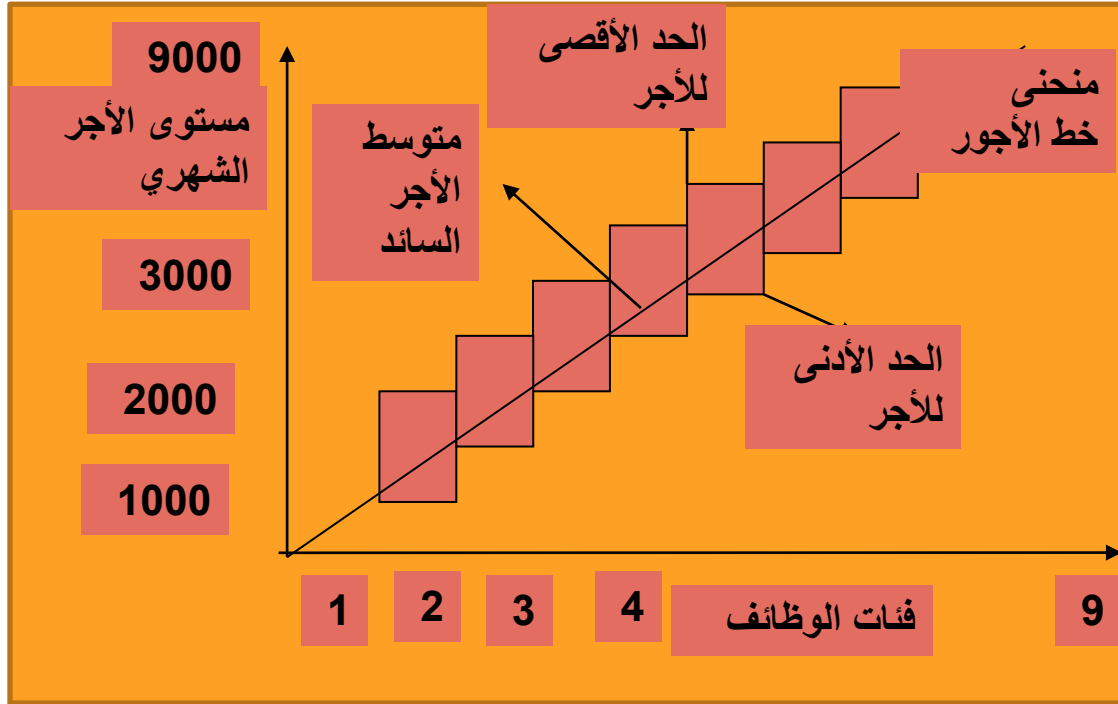 9000
مستوى الأجر
الشهري
3000
2000
1000
الحد الأقصى
للأجر
متوسط
الأجر
السائد
منحنى
خط الأجور
الحد الأدنى
للأجر
1
2
3
4
فئات الوظائف
9